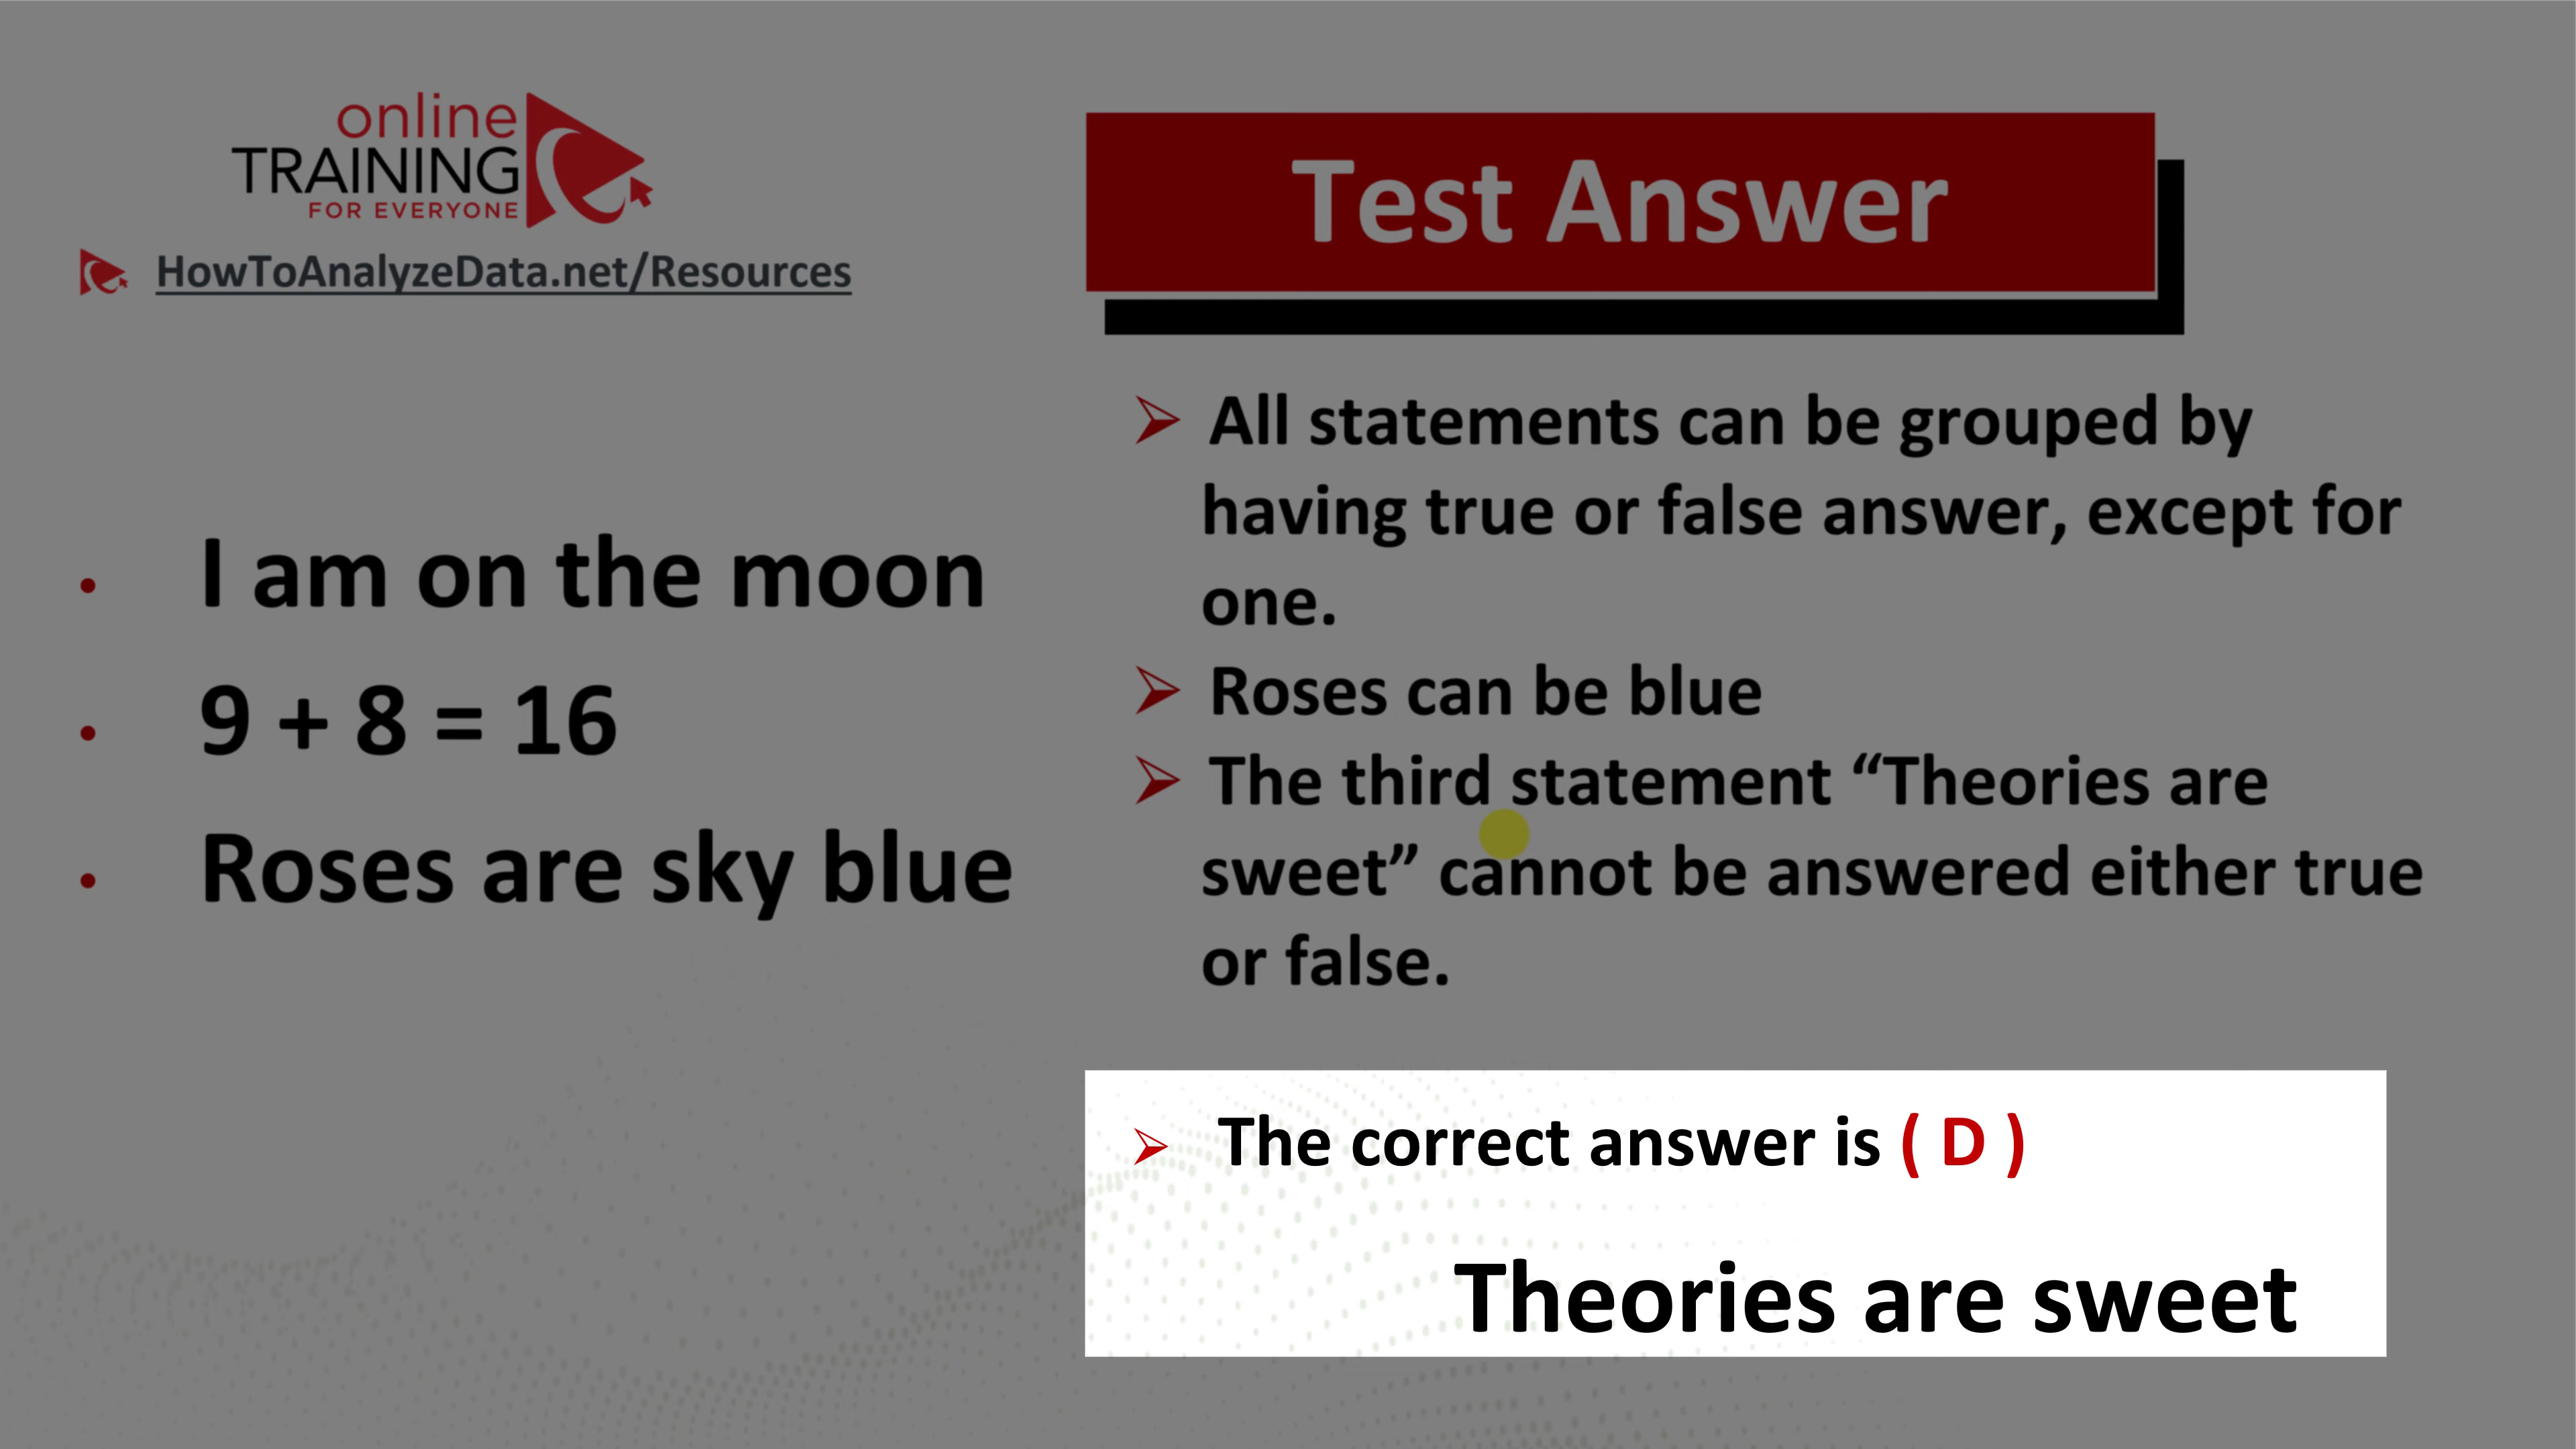 online
TRAINING
FOR EVERYONE
HowToAnalyzeData.net/Resources
I am on the moon
9 + 8 = 16
Roses are sky blue
Test Answer
All statements can be grouped by
having true or false answer, except for
one.
Roses can be blue
The third statement “Theories are
sweet” cannot be answered either true
or false.
The correct answer is ( D )
Theories are sweet